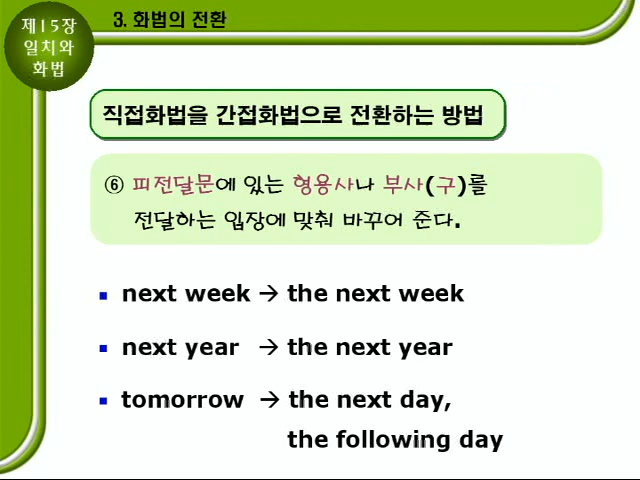 제15장
일치와
화법
3. 화법의 전환
직접화법을 간접화법으로 전환하는 방법
⑥ 피전달문에 있는 형용사나 부사(구)를
전달하는 입장에 맞춰 바꾸어 준다.
▪ next week → the next week
▪ next year → the next year
▪ tomorrow → the next day,
the following day